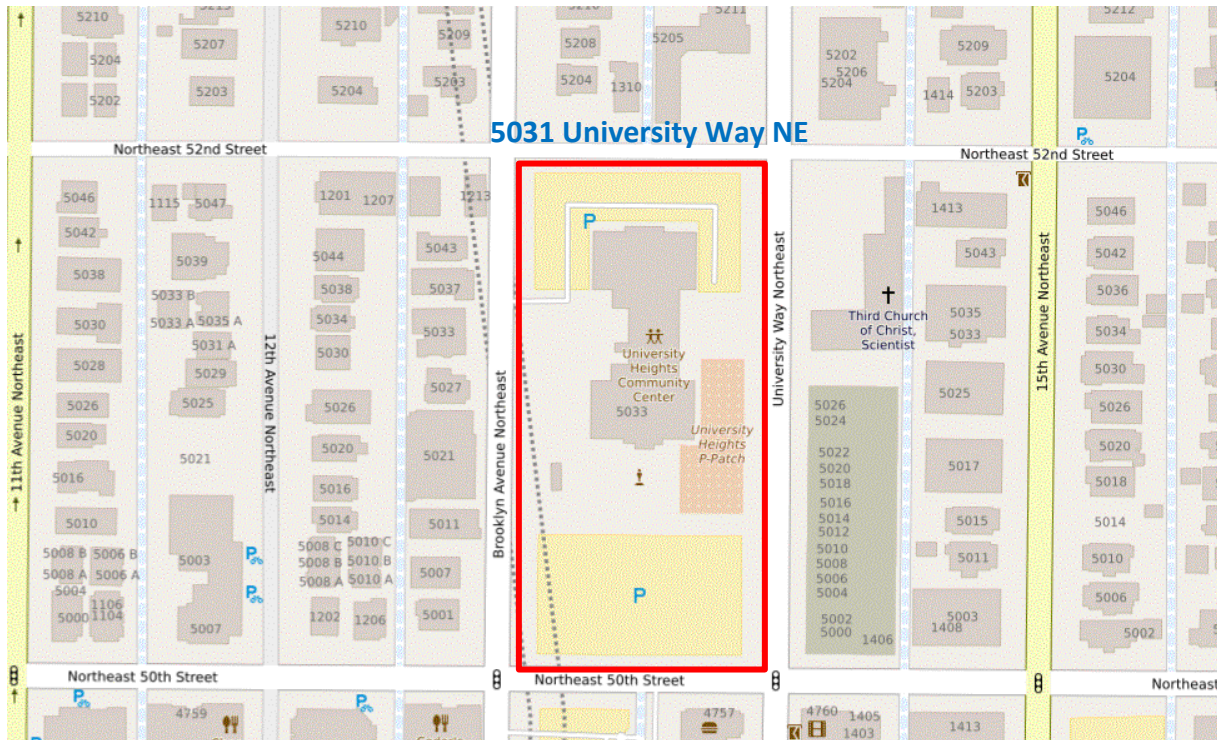 5210
5215
5210
5209
5211
5212
5204
5207
5208
5205
5202
5206
5204
5209
5204
5202
5203
5204
5203
5204
1310
1414
5203
5031 University Way NE
P
Northeast 52nd Street
Northeast 52nd Street
5046
1115
5047
1201
1207
1213
1413
5046
P
5042
5039
5044
5043
5043
5042
5038
5038
5037
5036
5033 B
5030
5033 A
5035 A
5034
5033
Third Church
of Christ,
Scientist
5035
5033
5034
5031 A
5030
University
Heights
Community
Center
5033
5028
5029
5027
5025
5030
5026
5025
5026
5026
5024
5026
5020
5021
5020
5021
University
Heights
P-Patch
5022
5020
5018
5017
5020
5016
5016
5016
5018
5010
5014
5011
5014
5012
5015
5014
5008 B
5006 B
5003
P
5008 C
5010 C
5008 B
5010 B
5010
5008
5011
5010
5008 A
5006 A
5008 A
5010 A
5007
5006
5004
5004
P
P
5006
1106
1104
5000
5007
1202
1206
5001
5002
5000
1406
5003
1408
5002
11th Avenue Northeast
12th Avenue Northeast
Brooklyn Avenue Northeast
University Way Northeast
15th Avenue Northeast
Northeast 50th Street
Northeast 50th Street
Northeast
P
P
4759
4757
4760
1405
1403
1413
P